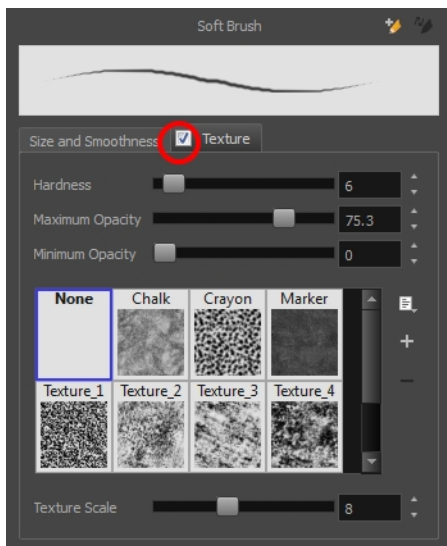 Soft Brush
Size and Smoothness Texture
Hardness 6
Maximum Opacity 75.3
Minimum Opacity 0
None Chalk Crayon Marker
Texture_1 Texture_2 Texture_3 Texture_4
Texture Scale 8